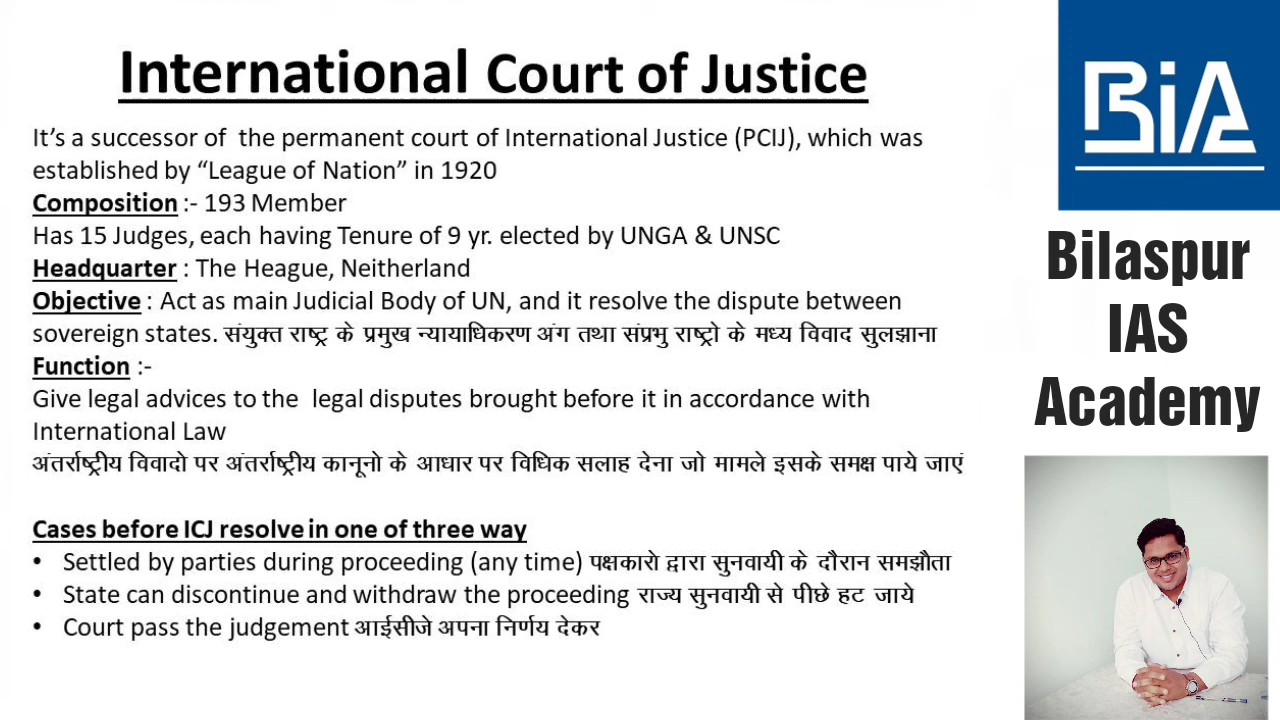 International Court of Justice
It's a successor of the permanent court of International Justice (PCIJ), which was
established by “League of Nation” in 1920
Composition :- 193 Member
Has 15 Judges, each having Tenure of 9 yr. elected by UNGA & UNSC
Headquarter : The Heague, Neitherland
Objective : Act as main Judicial Body of UN, and it resolve the dispute between
sovereign states. संयुक्त राष्ट्र के प्रमुख न्यायाधिकरण अंग तथा संप्रभु राष्ट्रो के मध्य विवाद सुलझाना
Function :-
Give legal advices to the legal disputes brought before it in accordance with
International Law
अंतर्राष्ट्रीय विवादो पर अंतर्राष्ट्रीय कानूनो के आधार पर विधिक सलाह देना जो मामले इसके समक्ष पाये जाएं
Cases before ICJ resolve in one of three way
• Settled by parties during proceeding (any time) पक्षकारो द्वारा सुनवायी के दौरान समझौता
• State can discontinue and withdraw the proceeding राज्य सुनवायी से पीछे हट जाये
• Court pass the judgement आईसीजे अपना निर्णय देकर
BiA
Bilaspur
IAS
Academy